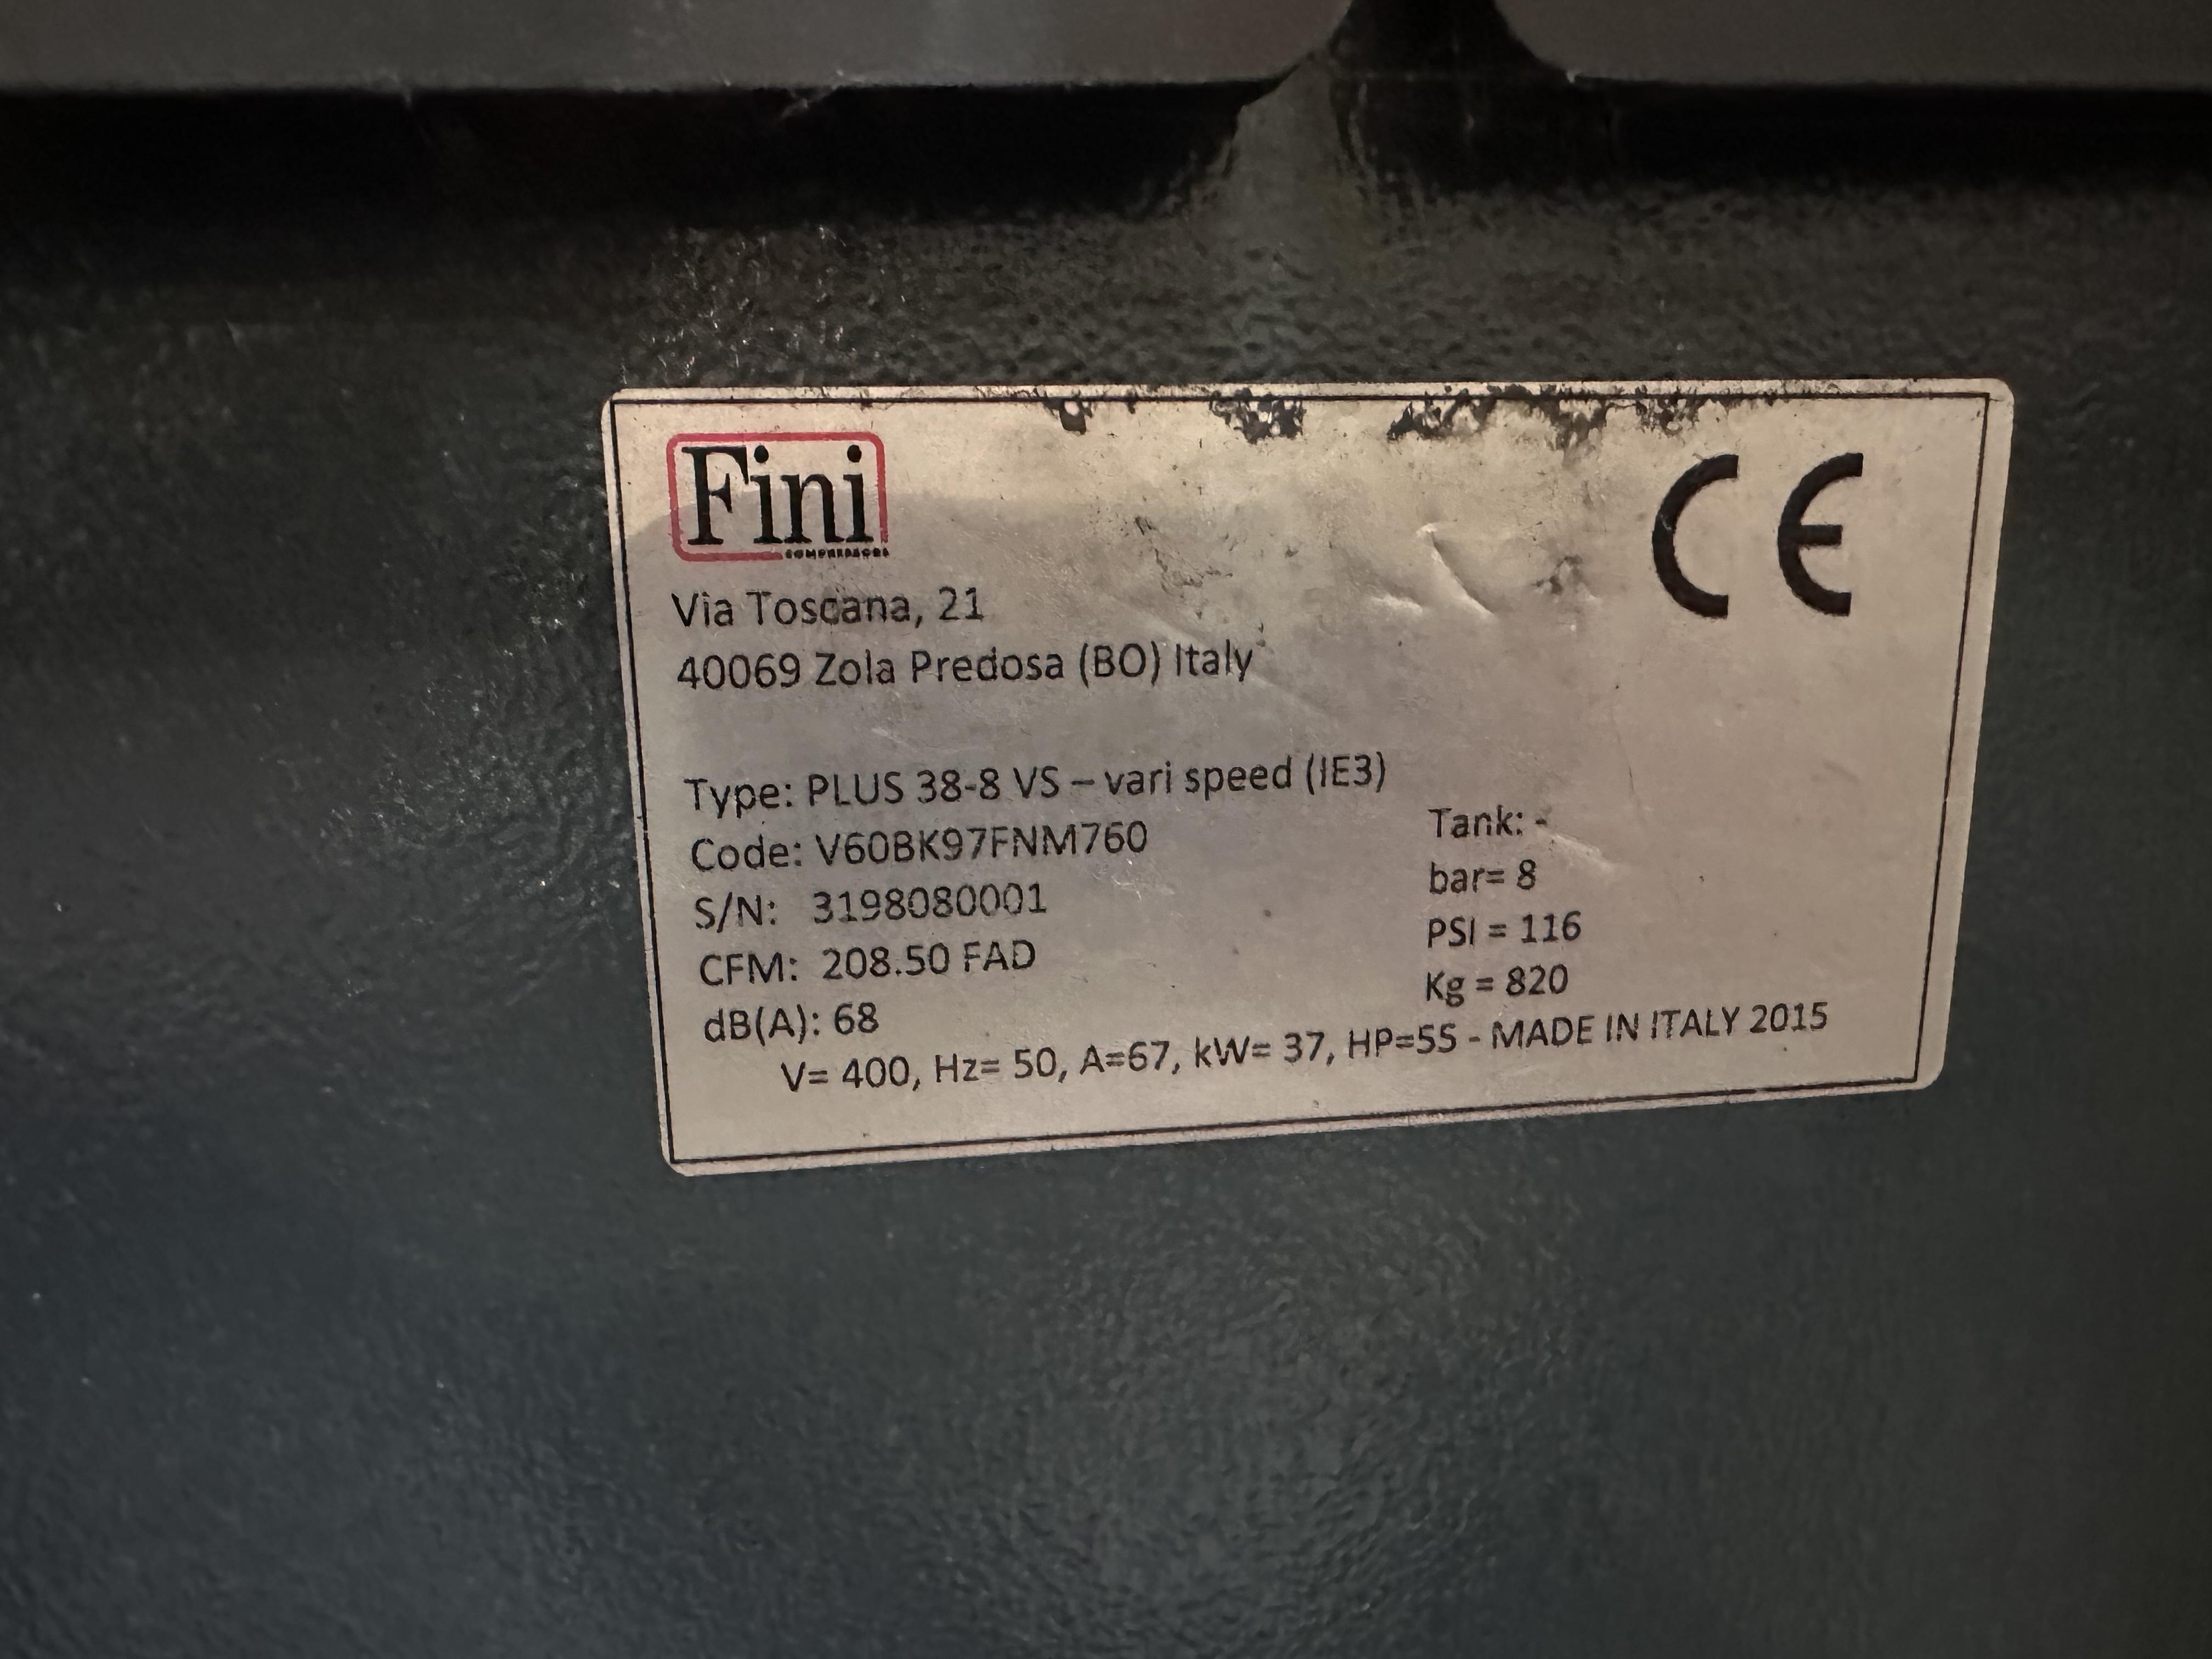 Fini
COMPRESSORS
CE
Via Toscana, 21
40069 Zola Predosa (BO) Italy
Type: PLUS 38-8 VS – vari speed (IE3)
Code: V60BK97FNM760
S/N: 3198080001
CFM: 208.50 FAD
dB(A): 68
Tank: -
bar= 8
PSI = 116
Kg = 820
V= 400, Hz= 50, A=67, kW= 37, HP=55 - MADE IN ITALY 2015